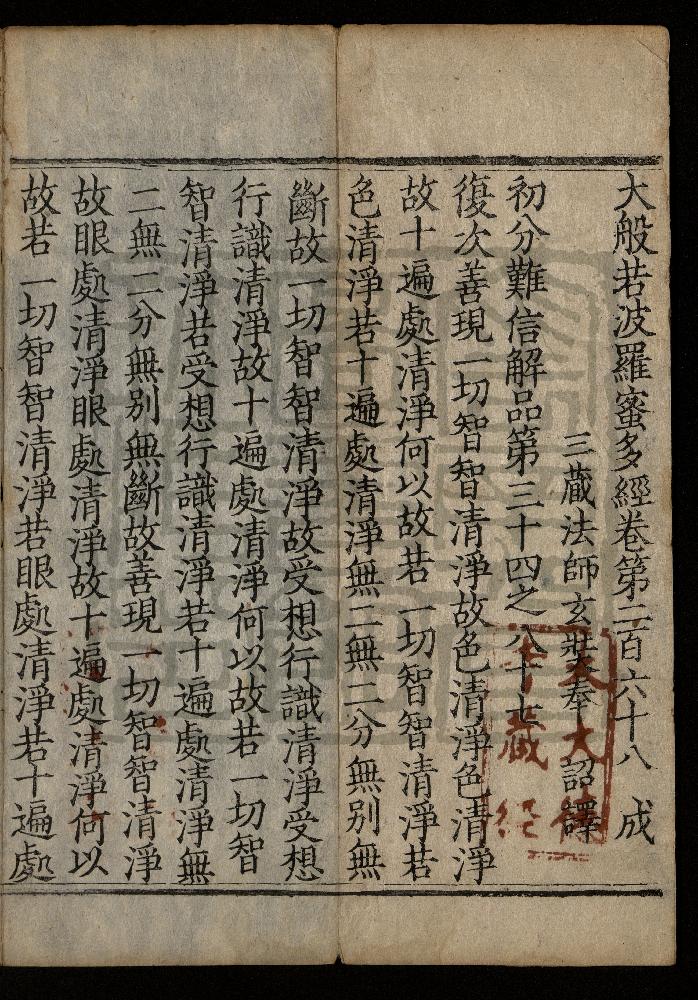 大般若波羅蜜多經卷第二百六十八　成
三藏法師玄奘奉　詔譯
初分難信解品第三十四之八十七
復次善現一切智智清淨故色清淨色清淨
故十遍處清淨何以故若一切智智清淨若
色清淨若十遍處清淨無二無二分無別無
斷故一切智智清淨故受想行識清淨受想
行識清淨故十遍處清淨何以故若一切智
智清淨若受想行識清淨若十遍處清淨無
二無二分無別無斷故善現一切智智清淨
故眼處清淨眼處清淨故十遍處清淨何以
故若一切智智清淨若眼處清淨若十遍處